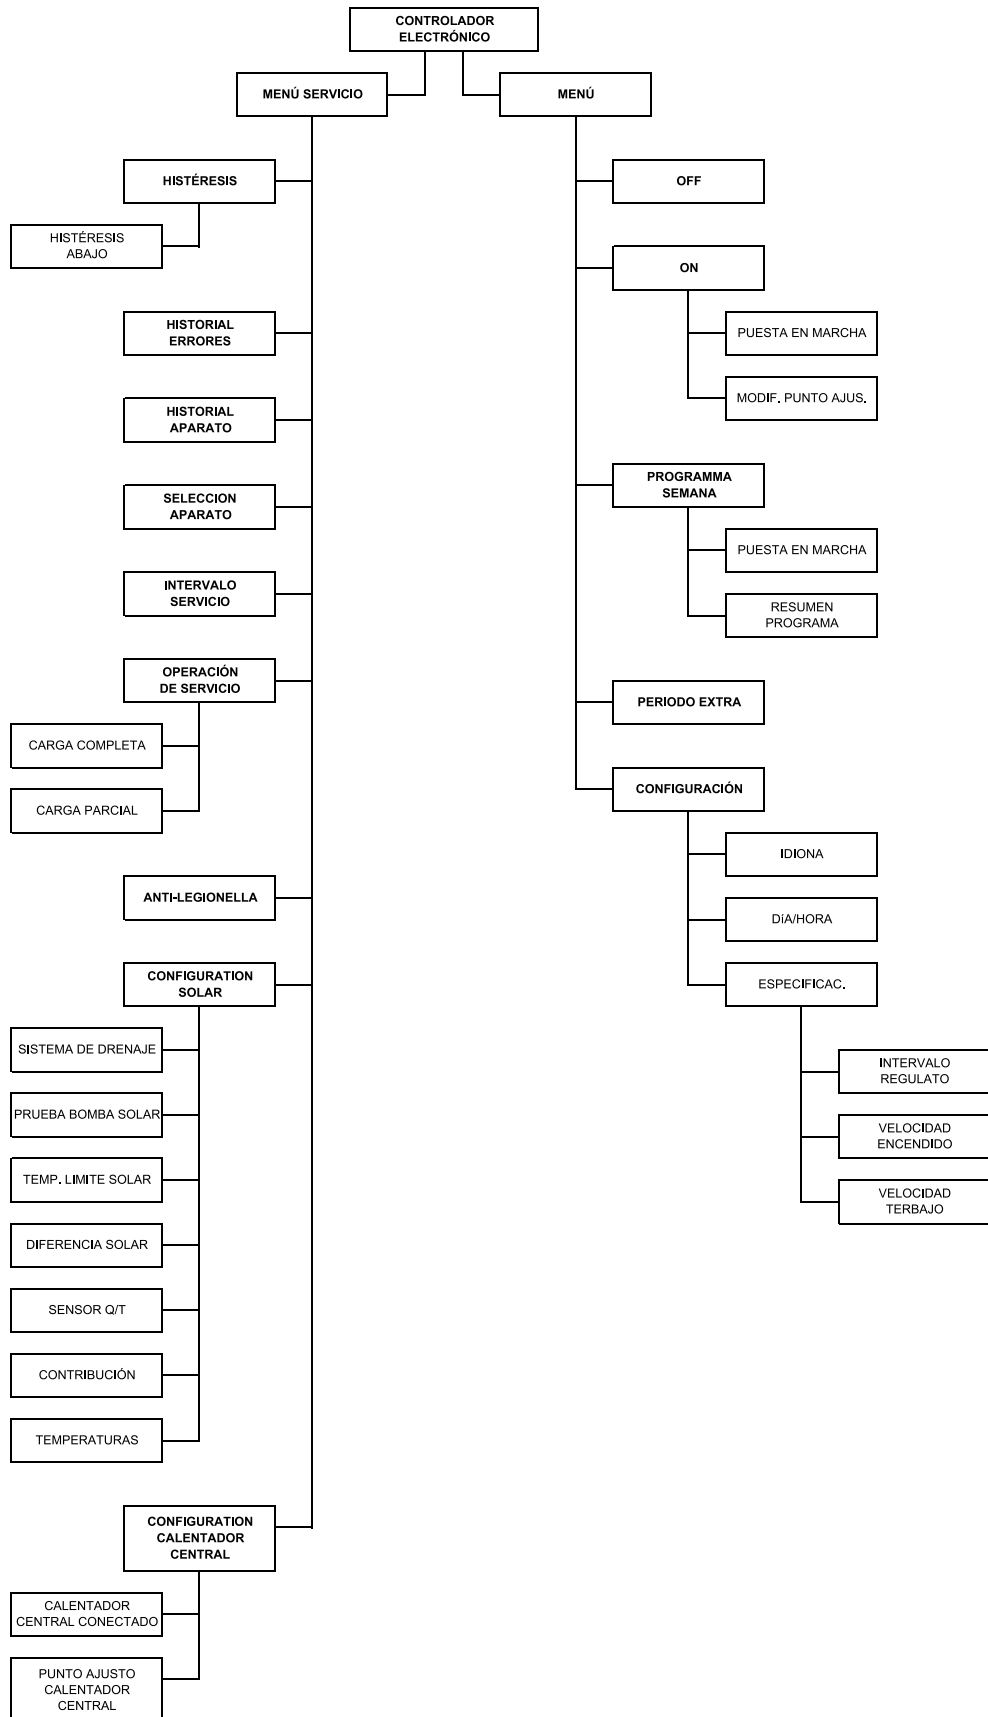 CONTROLADOR
ELECTRÓNICO
MENÚ SERVICIO
HISTÉRESIS
HISTÉRESIS
ABAJO
HISTORIAL
ERRORES
HISTORIAL
APARATO
SELECCION
APARATO
INTERVALO
SERVICIO
OPERACIÓN
DE SERVICIO
CARGA COMPLETA
CARGA PARCIAL
ANTI-LEGIONELLA
CONFIGURATION
SOLAR
SISTEMA DE DRENAJE
PRUEBA BOMBA SOLAR
TEMP. LIMITE SOLAR
DIFERENCIA SOLAR
SENSOR Q/T
CONTRIBUCIÓN
TEMPERATURAS
CONFIGURATION
CALENTADOR
CENTRAL
CALENTADOR
CENTRAL CONECTADO
PUNTO AJUSTO
CALENTADOR
CENTRAL
MENÚ
OFF
ON
PUESTA EN MARCHA
MODIF. PUNTO AJUS.
PROGRAMMA
SEMANA
PUESTA EN MARCHA
RESUMEN
PROGRAMA
PERIODO EXTRA
CONFIGURACIÓN
IDIONA
DíA/HORA
ESPECIFICAC.
INTERVALO
REGULATO
VELOCIDAD
ENCENDIDO
VELOCIDAD
TERBAJO